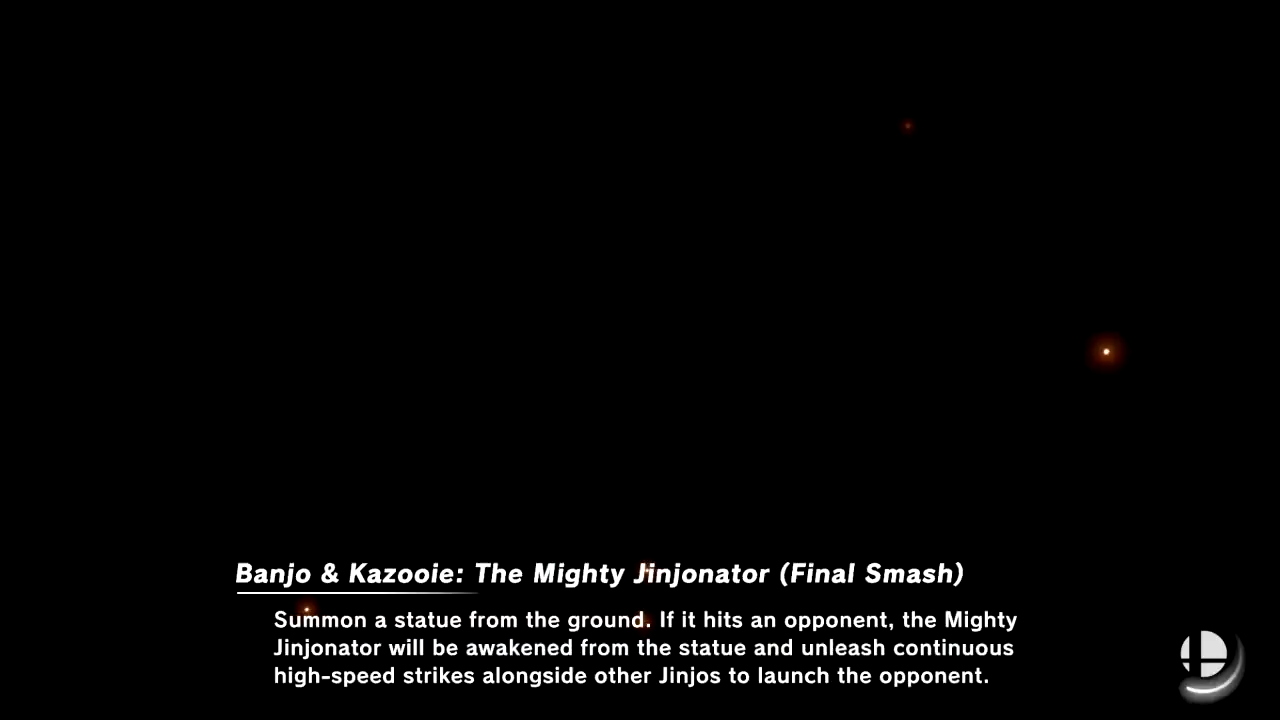 Banjo & Kazooie: The Mighty Jinjonator (Final Smash)
Summon a statue from the ground. If it hits an opponent, the Mighty
Jinjonator will be awakened from the statue and unleash continuous
high-speed strikes alongside other Jinjos to launch the opponent.